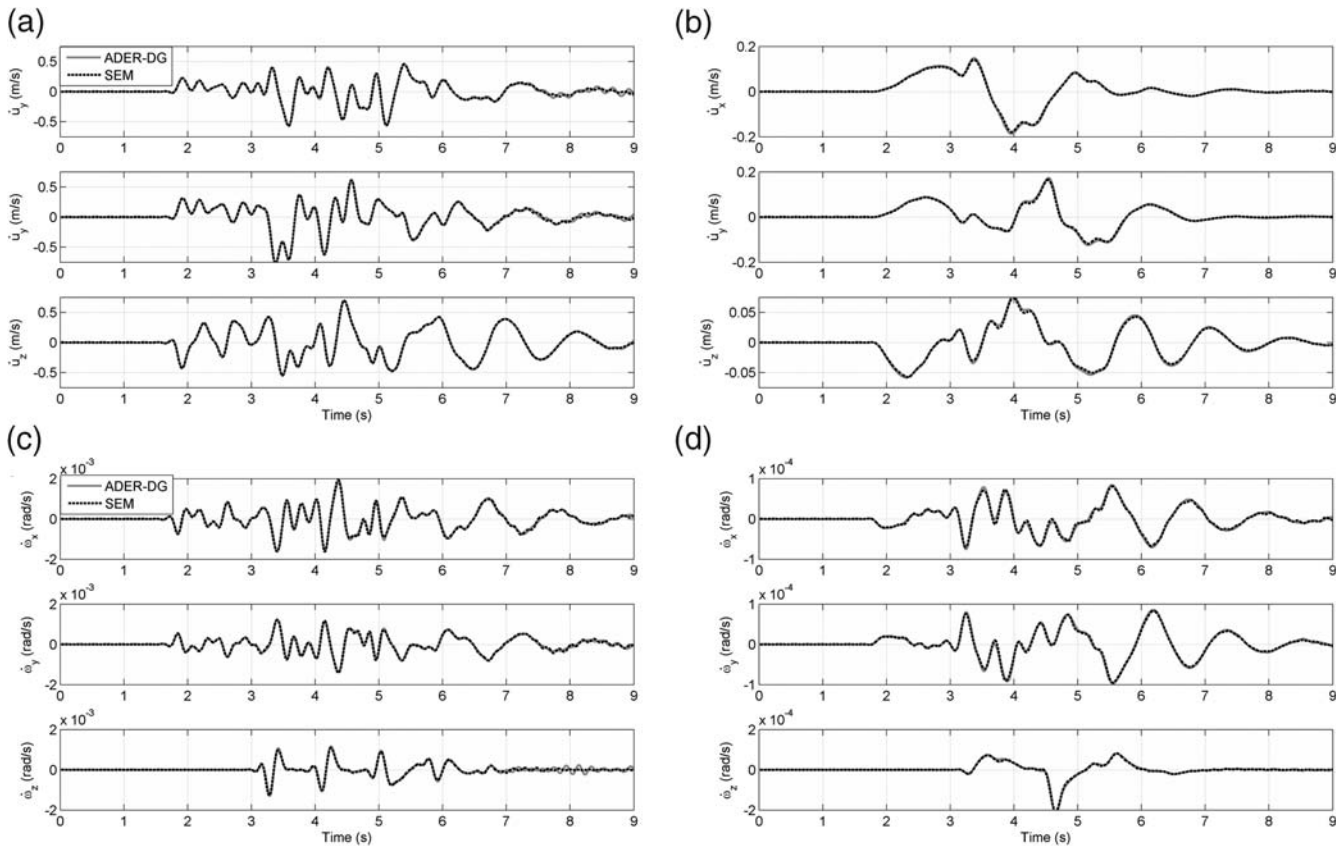 (a)
ADER-DG
SEM
0.5
0
-0.5
u̇y (m/s)
0 1 2 3 4 5 6 7 8 9
0.5
0
-0.5
u̇y (m/s)
0 1 2 3 4 5 6 7 8 9
0.5
0
-0.5
u̇z (m/s)
0 1 2 3 4 5 6 7 8 9
Time (s)
(b)
0.2
0
-0.2
u̇x (m/s)
0 1 2 3 4 5 6 7 8 9
0.2
0
-0.2
u̇y (m/s)
0 1 2 3 4 5 6 7 8 9
0.05
0
-0.05
u̇z (m/s)
0 1 2 3 4 5 6 7 8 9
Time (s)
(c)
x 10-3
ADER-DG
SEM
2
0
-2
ω̇x (rad/s)
0 1 2 3 4 5 6 7 8 9
x 10-3
2
0
-2
ω̇y (rad/s)
0 1 2 3 4 5 6 7 8 9
x 10-3
2
0
-2
ω̇z (rad/s)
0 1 2 3 4 5 6 7 8 9
Time (s)
(d)
x 10-4
1
0
-1
ω̇x (rad/s)
0 1 2 3 4 5 6 7 8 9
x 10-4
1
0
-1
ω̇y (rad/s)
0 1 2 3 4 5 6 7 8 9
x 10-4
2
0
-2
ω̇z (rad/s)
0 1 2 3 4 5 6 7 8 9
Time (s)